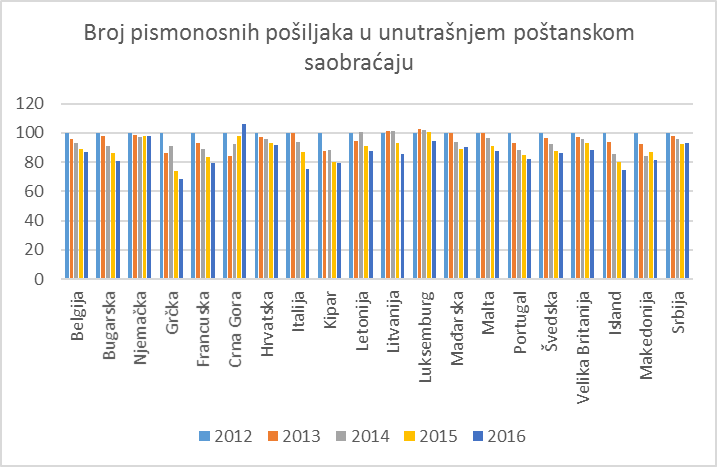 Broj pismonosnih pošiljaka u unutrašnjem poštanskom
saobraćaju
120
100
80
60
40
20
0
Belgija
Bugarska
Njemačka
Grčka
Francuska
Crna Gora
Hrvatska
Italija
Kipar
Letonija
Litvanija
Luksemburg
Mađarska
Malta
Portugal
Švedska
Velika Britanija
Island
Makedonija
Srbija
2012 2013 2014 2015 2016